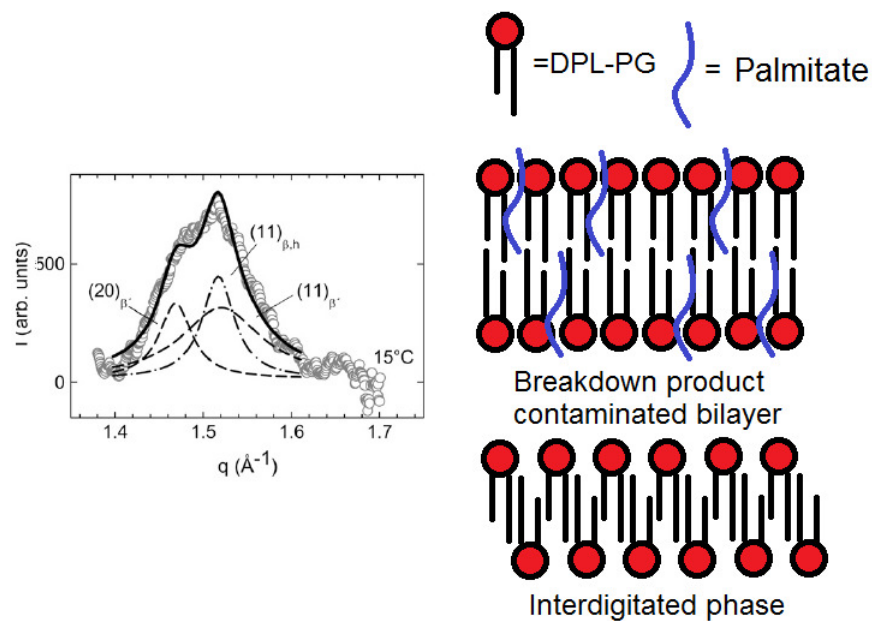 =DPL-PG
= Palmitate
I (arb. units)
500
0
(20)β´
(11)β,h
(11)β´
15°C
1.4 1.5 1.6 1.7
q (Å⁻¹)
Breakdown product
contaminated bilayer
Interdigitated phase